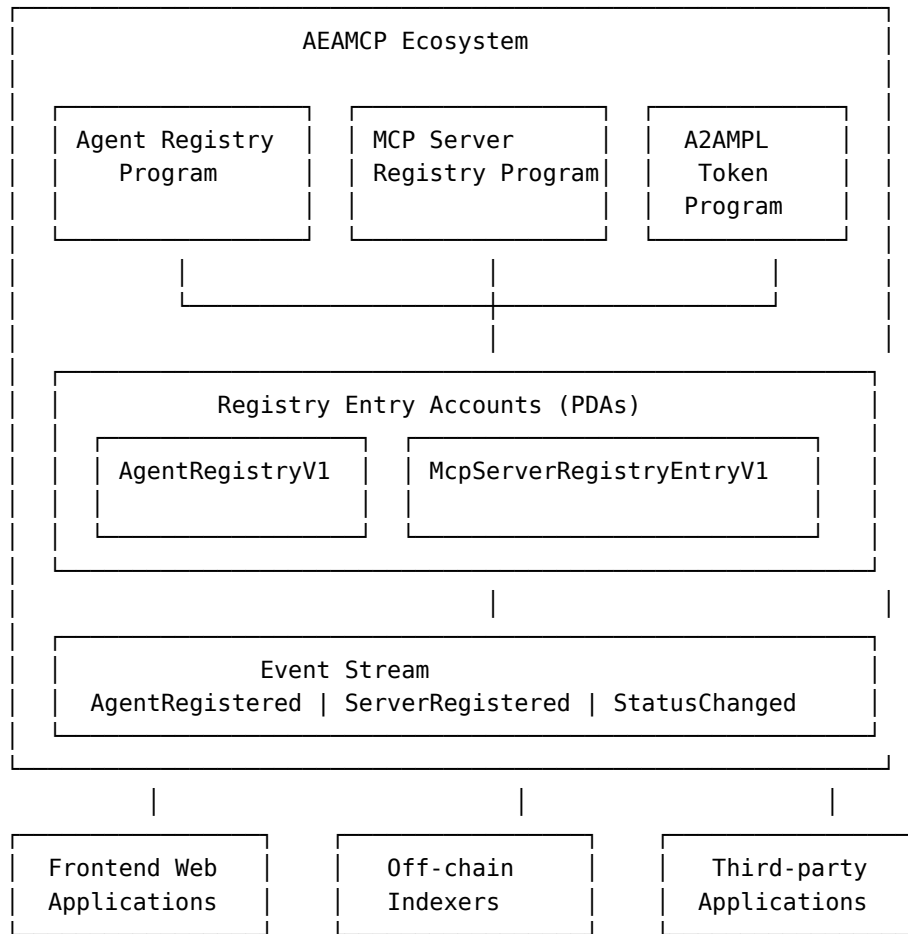 AEAMCP Ecosystem
Agent Registry
Program
MCP Server
Registry Program
A2AMPL
Token
Program
Registry Entry Accounts (PDAs)
AgentRegistryV1
McpServerRegistryEntryV1
Event Stream
AgentRegistered | ServerRegistered | StatusChanged
Frontend Web
Applications
Off-chain
Indexers
Third-party
Applications